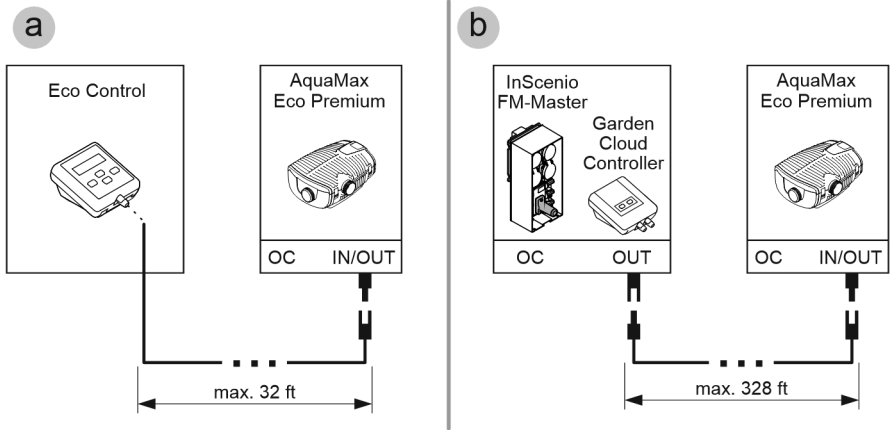 a
Eco Control
AquaMax
Eco Premium
OC IN/OUT
max. 32 ft
b
InScenio
FM-Master
Garden
Cloud
Controller
OC OUT
AquaMax
Eco Premium
OC IN/OUT
max. 328 ft